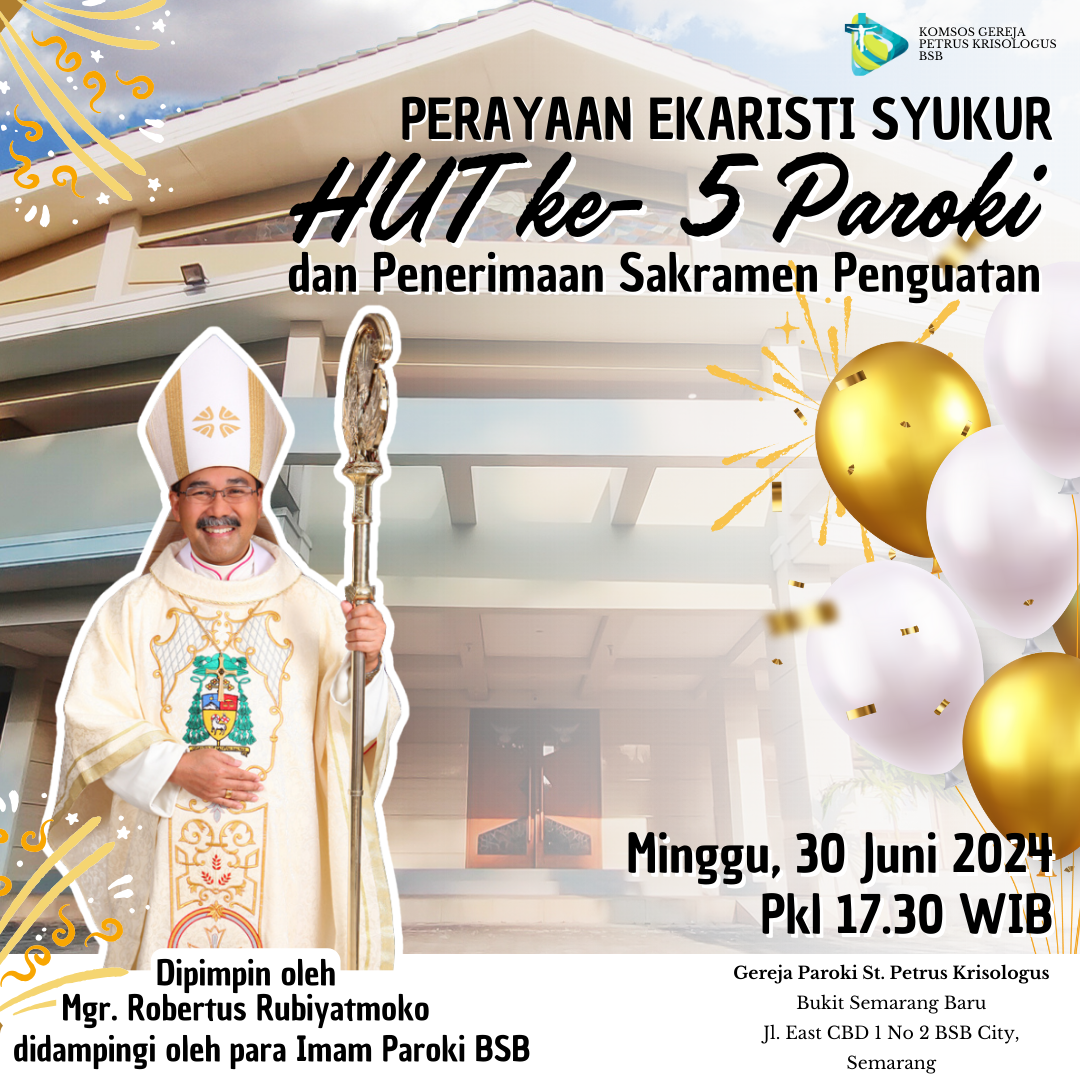 KOMSOS GEREJA
PETRUS KRISOLOGUS
BSB
PERAYAAN EKARISTI SYUKUR
HUT ke- 5 Paroki
dan Penerimaan Sakramen Penguatan
Minggu, 30 Juni 2024
Pkl 17.30 WIB
Dipimpin oleh
Mgr. Robertus Rubiyatmoko
didampingi oleh para Imam Paroki BSB
Gereja Paroki St. Petrus Krisologus
Bukit Semarang Baru
Jl. East CBD 1 No 2 BSB City,
Semarang